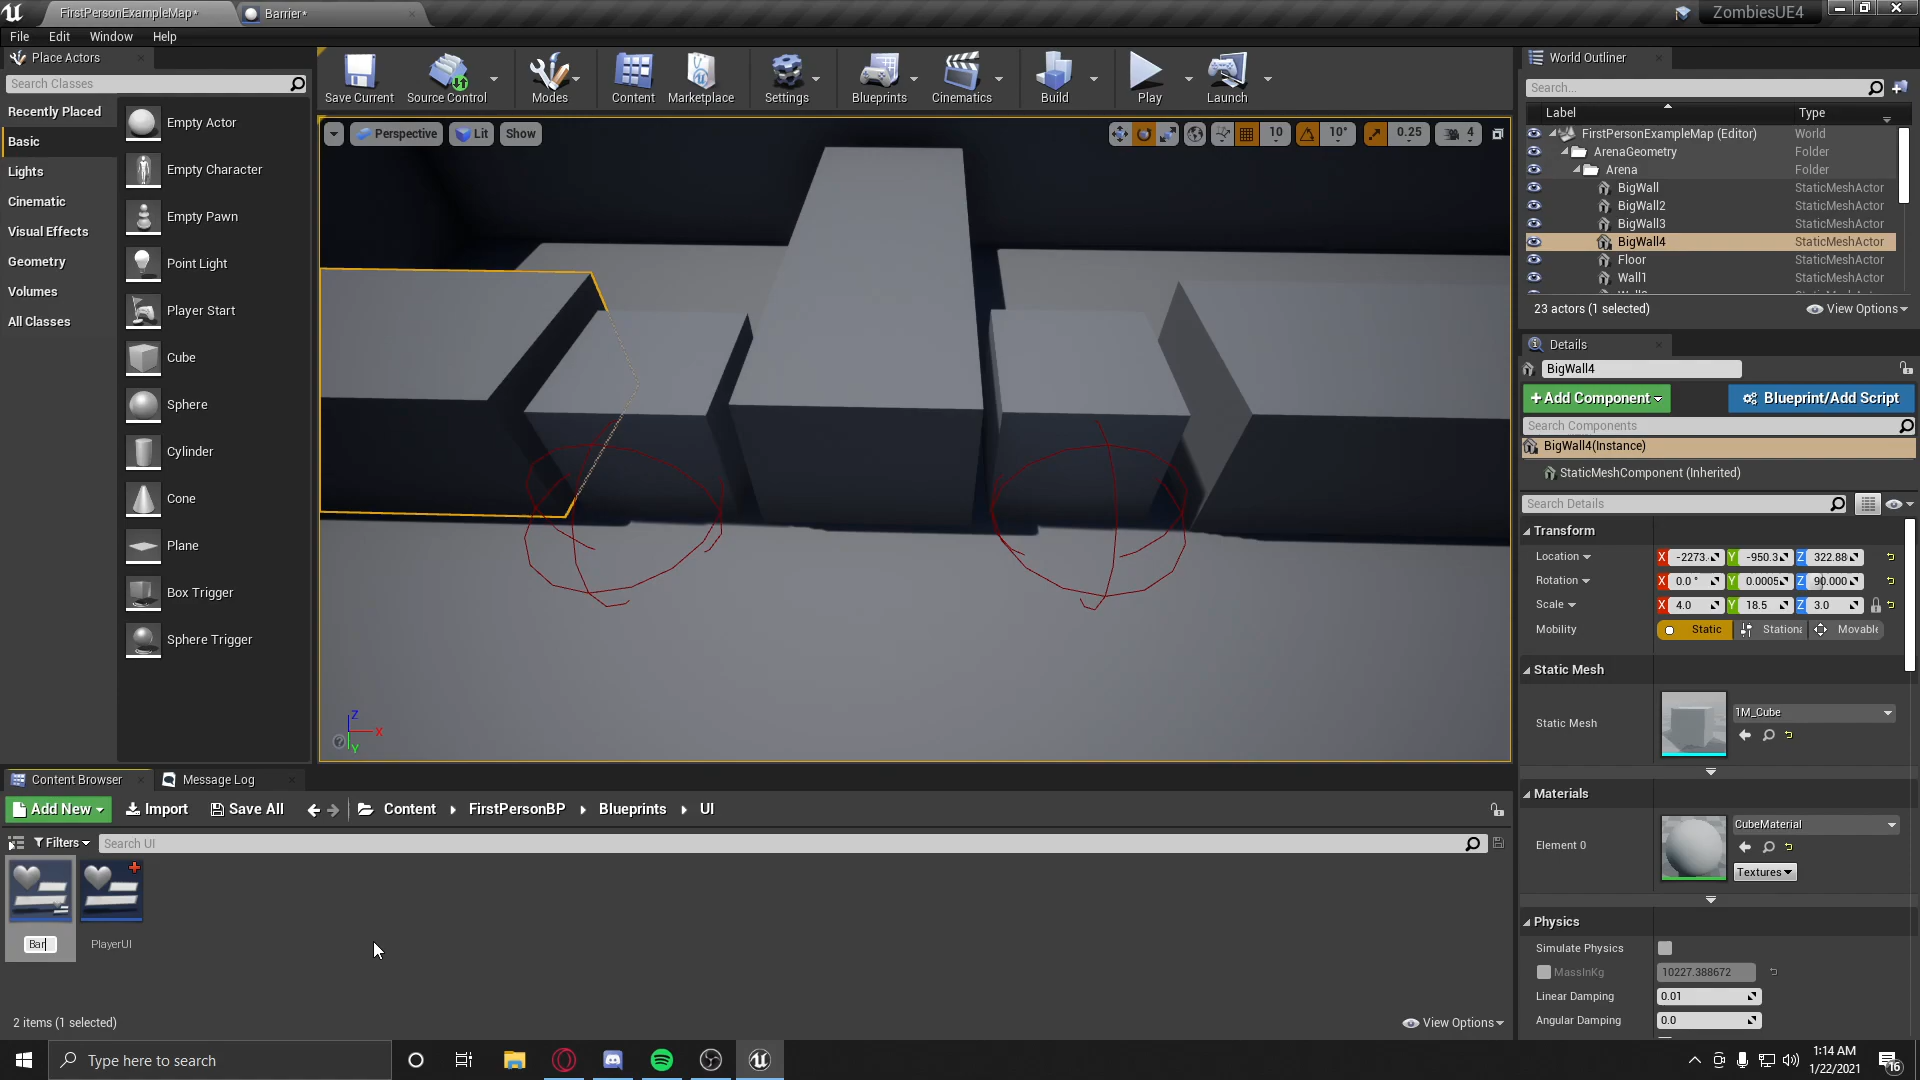 FirstPersonExampleMap*
Barrier*
ZombiesUE4
File
Edit
Window
Help
Place Actors
Search Classes
Recently Placed
Basic
Lights
Cinematic
Visual Effects
Geometry
Volumes
All Classes
Empty Actor
Empty Character
Empty Pawn
Point Light
Player Start
Cube
Sphere
Cylinder
Cone
Plane
Box Trigger
Sphere Trigger
Save Current
Source Control
Modes
Content
Marketplace
Settings
Blueprints
Cinematics
Build
Play
Launch
Perspective
Lit
Show
10
10°
0.25
4
Z
X
Y
World Outliner
Search...
Label
Type
FirstPersonExampleMap (Editor)
World
ArenaGeometry
Folder
Arena
Folder
BigWall
StaticMeshActor
BigWall2
StaticMeshActor
BigWall3
StaticMeshActor
BigWall4
StaticMeshActor
Floor
StaticMeshActor
Wall1
StaticMeshActor
23 actors (1 selected)
View Options
Details
BigWall4
+Add Component
Blueprint/Add Script
Search Components
BigWall4(Instance)
StaticMeshComponent (Inherited)
Search Details
Transform
Location
X -2273. Y -950.3 Z 322.88
Rotation
X 0.0 ° Y 0.0005 Z 90.000
Scale
X 4.0 Y 18.5 Z 3.0
Mobility
Static
Stationa
Movable
Static Mesh
Static Mesh
1M_Cube
Materials
Element 0
CubeMaterial
Textures
Physics
Simulate Physics
MassInKg
10227.388672
Linear Damping
0.01
Angular Damping
0.0
Content Browser
Message Log
Add New
Import
Save All
Content
FirstPersonBP
Blueprints
UI
Filters
Search UI
Bar
PlayerUI
2 items (1 selected)
View Options
Type here to search
1:14 AM
1/22/2021
16